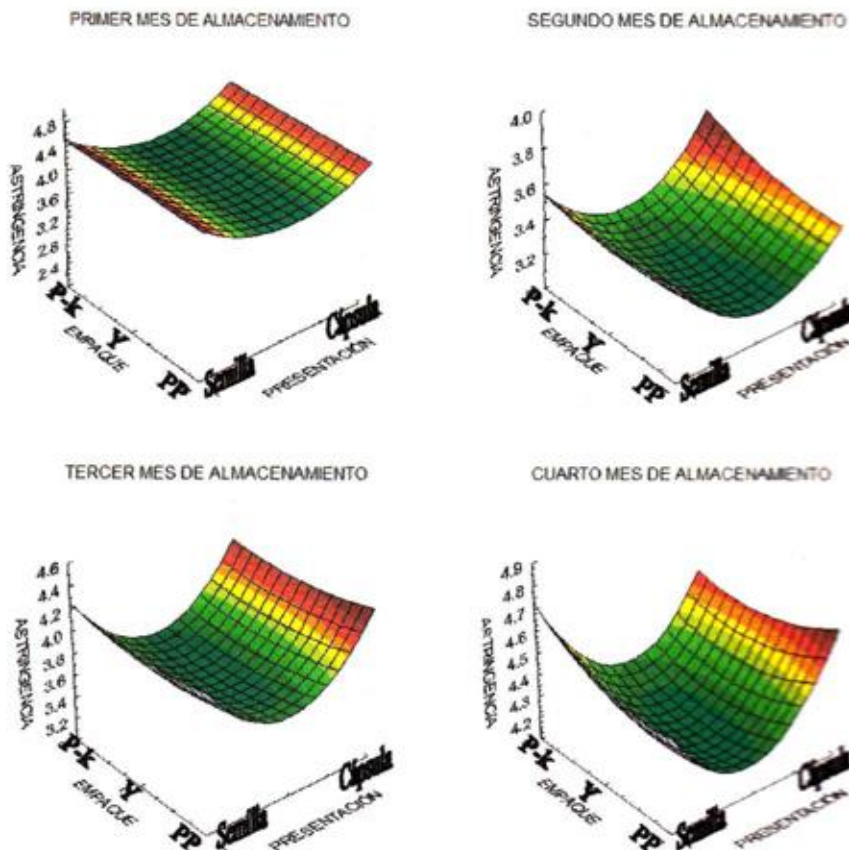 PRIMER MES DE ALMACENAMIENTO
4.8
4.4
4.0
3.6
3.2
2.8
2.4
ASTRINGENCIA
P-k
Y
PP
EMPAQUE
Semilla
Cápsula
PRESENTACIÓN
SEGUNDO MES DE ALMACENAMIENTO
4.0
3.8
3.6
3.4
3.2
ASTRINGENCIA
P-k
Y
PP
EMPAQUE
Semilla
PRESENTACIÓN
TERCER MES DE ALMACENAMIENTO
4.6
4.2
4.0
3.8
3.6
3.4
3.2
ASTRINGENCIA
P-k
Y
PP
EMPAQUE
Semilla
Cápsula
PRESENTACIÓN
CUARTO MES DE ALMACENAMIENTO
4.9
4.8
4.7
4.6
4.5
4.4
4.3
4.2
ASTRINGENCIA
P-k
Y
PP
EMPAQUE
Semilla
PRESENTACIÓN